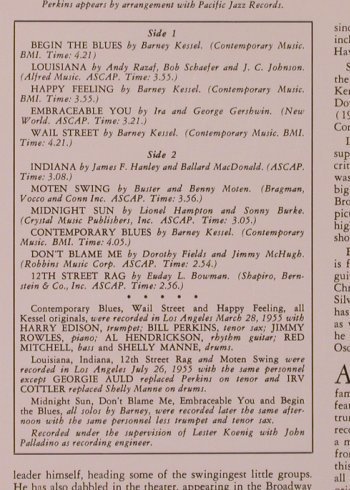 Perkins appears by arrangement with Pacific Jazz Records.
Side 1
BEGIN THE BLUES by Barney Kessel. (Contemporary Music.
BMI. Time: 4.21)
LOUISIANA by Andy Razaf, Bob Schaefer and J. C. Johnson.
(Alfred Music. ASCAP. Time: 3.55.)
HAPPY FEELING by Barney Kessel. (Contemporary Music.
BMI. Time: 3.55.)
EMBRACEABLE YOU by Ira and George Gershwin. (New
World. ASCAP. Time: 3.21.)
WAIL STREET by Barney Kessel. (Contemporary Music. BMI.
Time: 4.21.)
Side 2
INDIANA by James F. Hanley and Ballard MacDonald. (ASCAP.
Time: 3.08.)
MOTEN SWING by Buster and Benny Moten. (Bragman,
Vocco and Conn Inc. ASCAP. Time: 3.56.)
MIDNIGHT SUN by Lionel Hampton and Sonny Burke.
(Crystal Music Publishers, Inc. ASCAP. Time: 3.05.)
CONTEMPORARY BLUES by Barney Kessel. (Contemporary
Music. BMI. Time: 4.05.)
DON'T BLAME ME by Dorothy Fields and Jimmy McHugh.
(Robbins Music Corp. ASCAP. Time: 2.54.)
12TH STREET RAG by Euday L. Bowman. (Shapiro, Bern-
stein & Co., Inc. ASCAP. Time: 2.56.)
• • • • •
Contemporary Blues, Wail Street and Happy Feeling, all
Kessel originals, were recorded in Los Angeles March 28, 1955 with
HARRY EDISON, trumpet; BILL PERKINS, tenor sax; JIMMY
ROWLES, piano; AL HENDRICKSON, rhythm guitar; RED
MITCHELL, bass and SHELLY MANNE, drums.
Louisiana, Indiana, 12th Street Rag and Moten Swing were
recorded in Los Angeles July 26, 1955 with the same personnel
except GEORGIE AULD replaced Perkins on tenor and IRV
COTTLER replaced Shelly Manne on drums.
Midnight Sun, Don't Blame Me, Embraceable You and Begin
the Blues, all solos by Barney, were recorded later the same after-
noon with the same personnel less trumpet and tenor sax.
Recorded under the supervision of Lester Koenig with John
Palladino as recording engineer.
leader himself, heading some of the swingingest little groups.
He has also dabbled in the theater, appearing in the Broadway